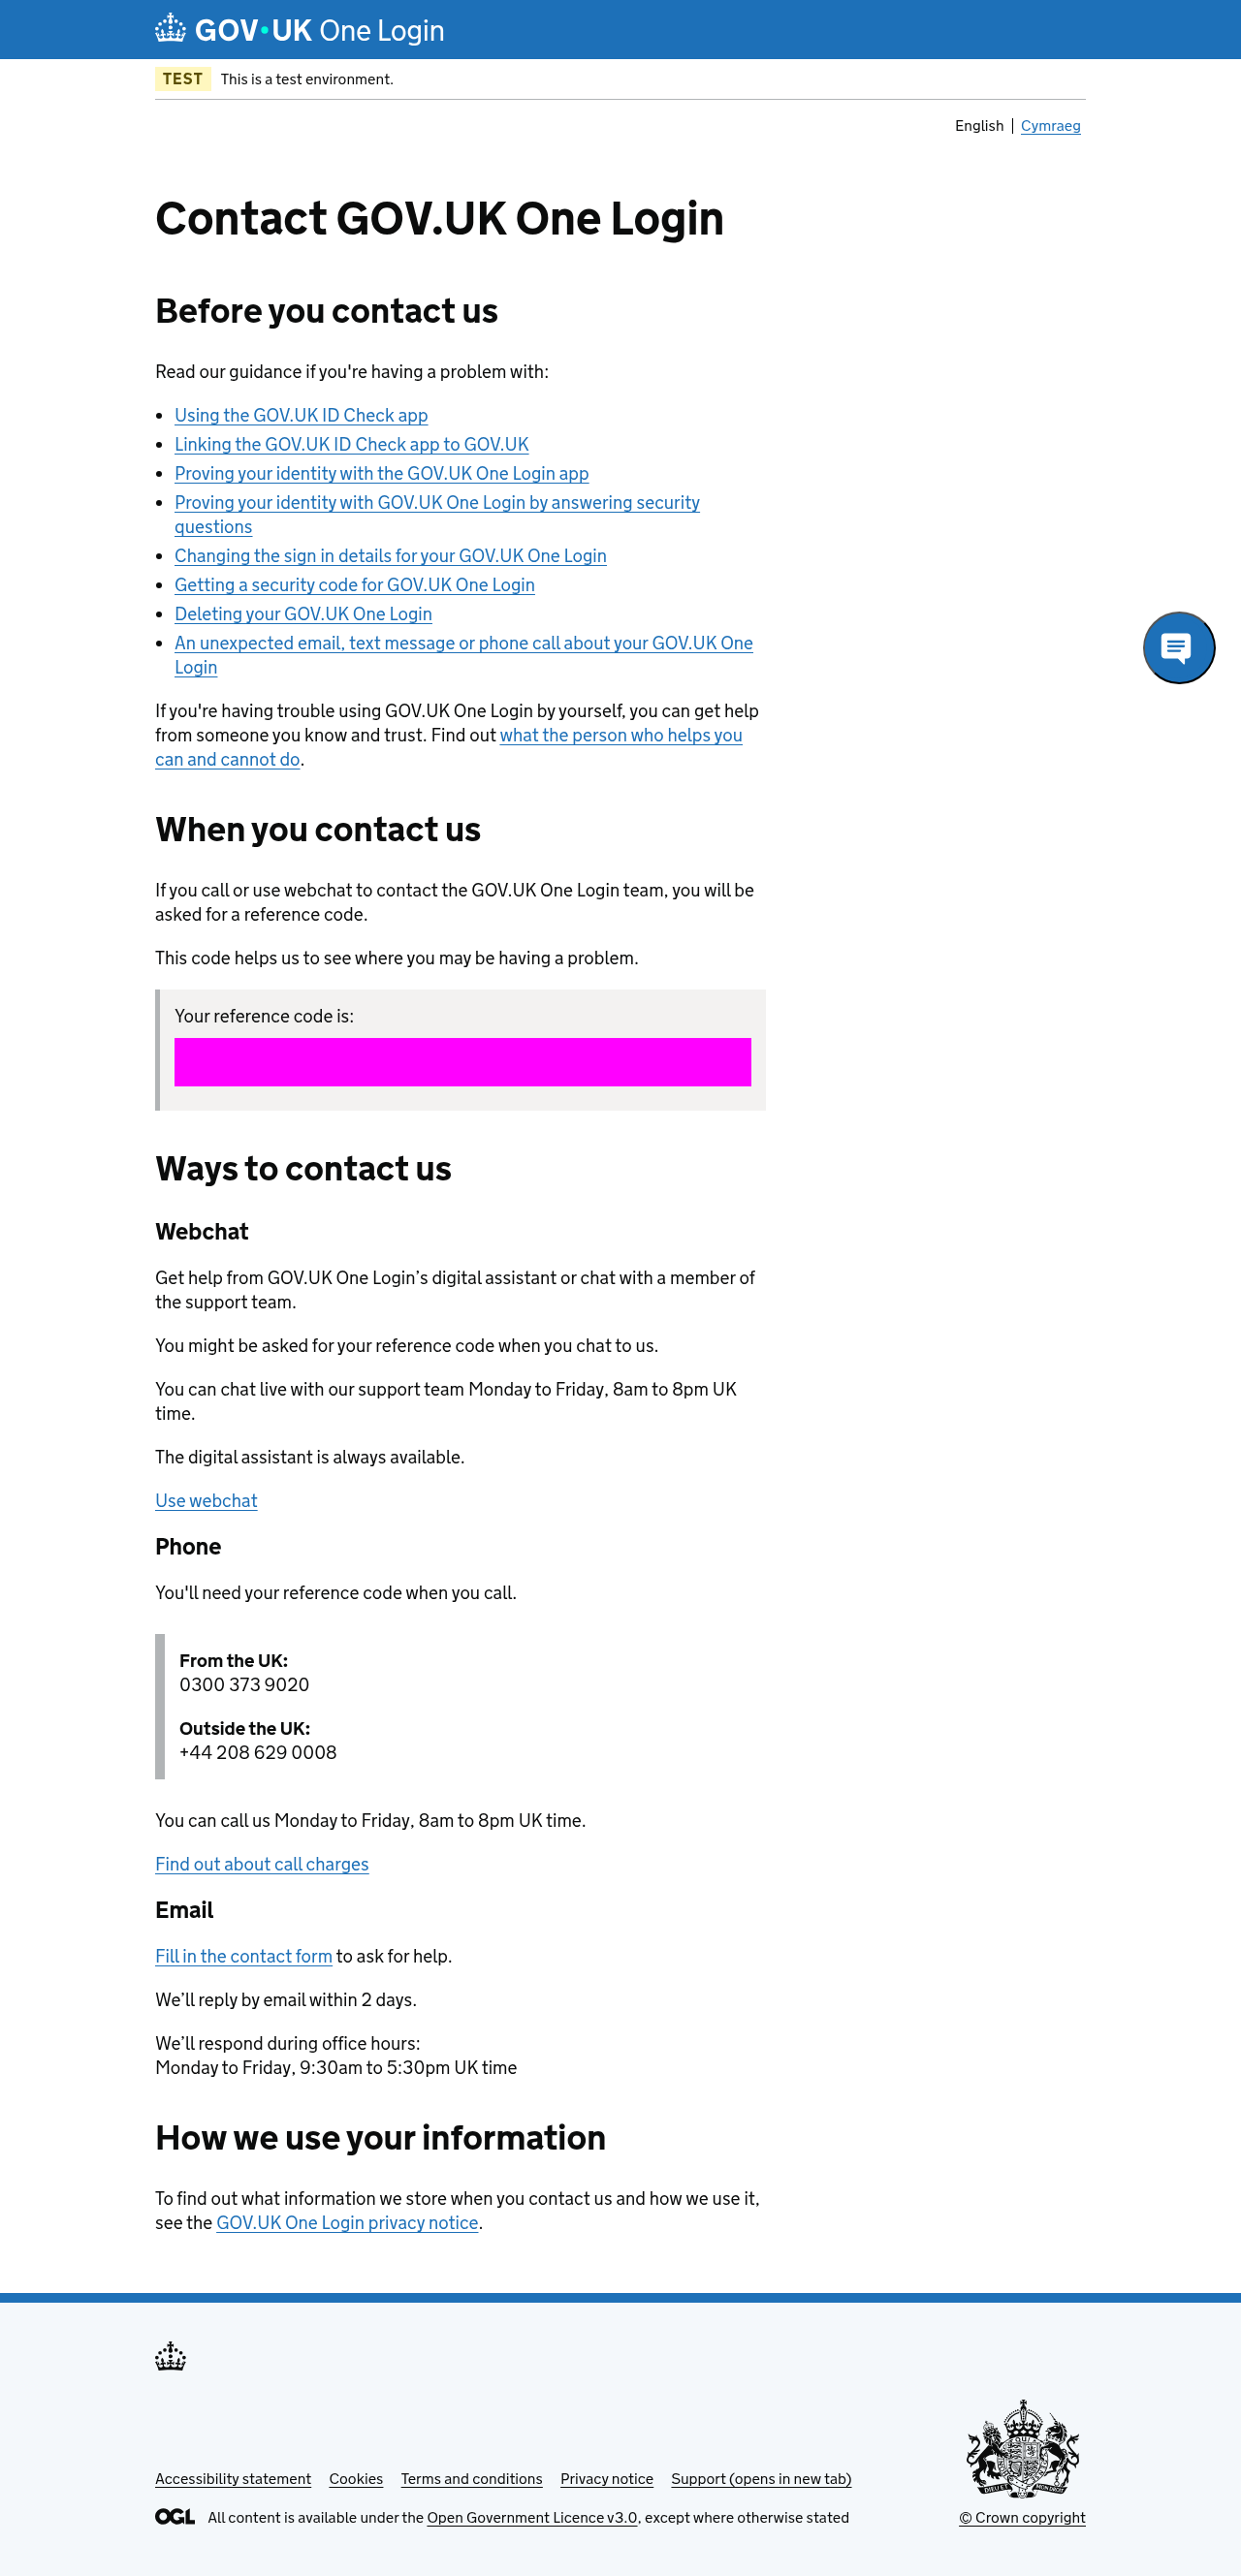 GOV•UK One Login
TEST This is a test environment.
English | Cymraeg
Contact GOV.UK One Login
Before you contact us
Read our guidance if you're having a problem with:
• Using the GOV.UK ID Check app
• Linking the GOV.UK ID Check app to GOV.UK
• Proving your identity with the GOV.UK One Login app
• Proving your identity with GOV.UK One Login by answering security
questions
• Changing the sign in details for your GOV.UK One Login
• Getting a security code for GOV.UK One Login
• Deleting your GOV.UK One Login
• An unexpected email, text message or phone call about your GOV.UK One
Login
If you're having trouble using GOV.UK One Login by yourself, you can get help
from someone you know and trust. Find out what the person who helps you
can and cannot do.
When you contact us
If you call or use webchat to contact the GOV.UK One Login team, you will be
asked for a reference code.
This code helps us to see where you may be having a problem.
Your reference code is:
Ways to contact us
Webchat
Get help from GOV.UK One Login’s digital assistant or chat with a member of
the support team.
You might be asked for your reference code when you chat to us.
You can chat live with our support team Monday to Friday, 8am to 8pm UK
time.
The digital assistant is always available.
Use webchat
Phone
You'll need your reference code when you call.
From the UK:
0300 373 9020
Outside the UK:
+44 208 629 0008
You can call us Monday to Friday, 8am to 8pm UK time.
Find out about call charges
Email
Fill in the contact form to ask for help.
We’ll reply by email within 2 days.
We’ll respond during office hours:
Monday to Friday, 9:30am to 5:30pm UK time
How we use your information
To find out what information we store when you contact us and how we use it,
see the GOV.UK One Login privacy notice.
Accessibility statement Cookies Terms and conditions Privacy notice Support (opens in new tab)
DIEU ET MON DROIT
OGL All content is available under the Open Government Licence v3.0, except where otherwise stated
© Crown copyright